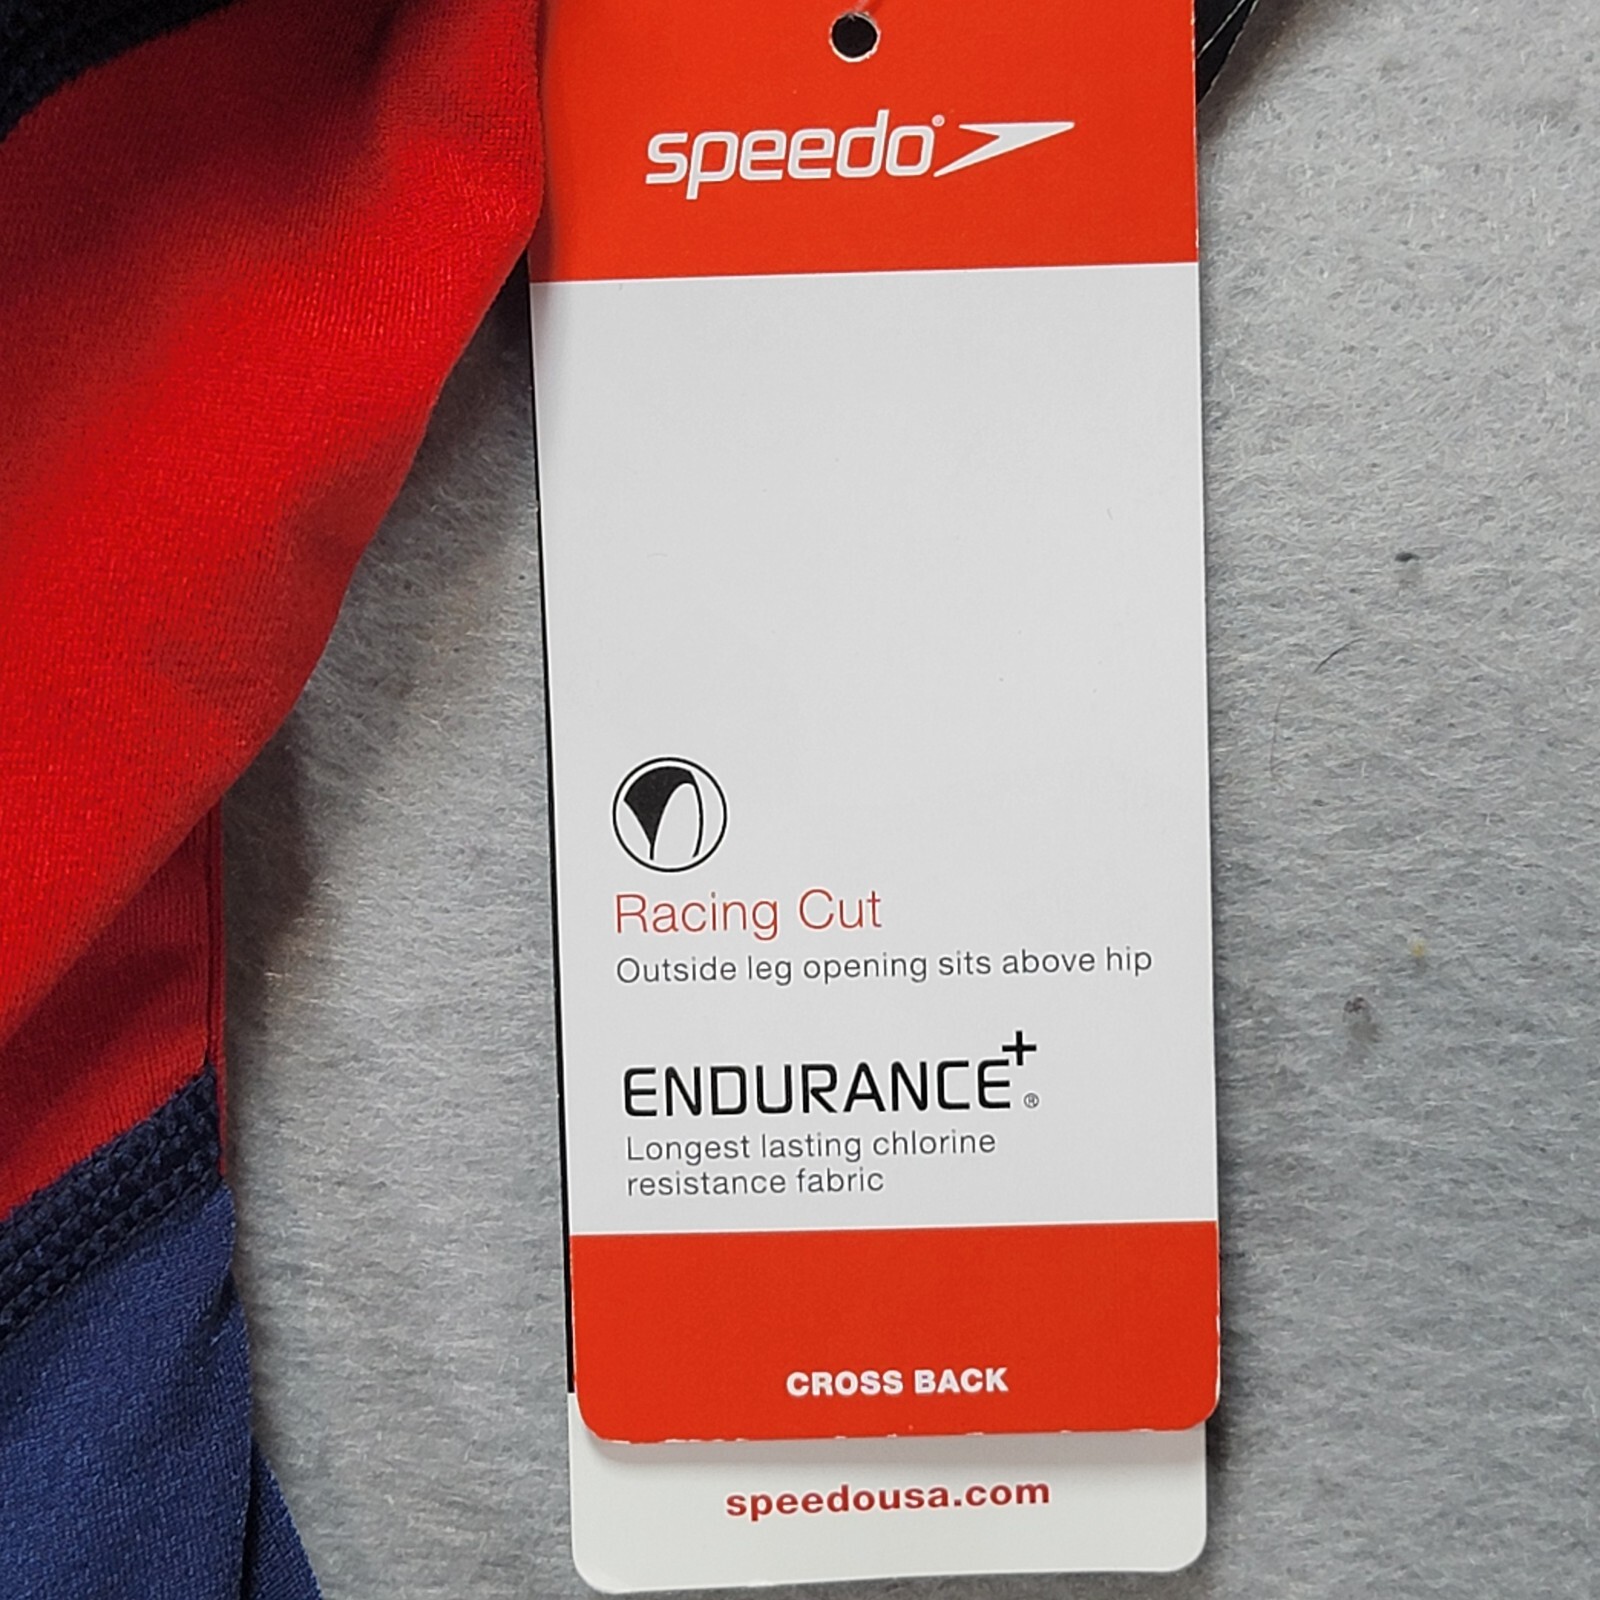 speedo®
Racing Cut
Outside leg opening sits above hip
ENDURANCE+®
Longest lasting chlorine
resistance fabric
CROSS BACK
speedousa.com